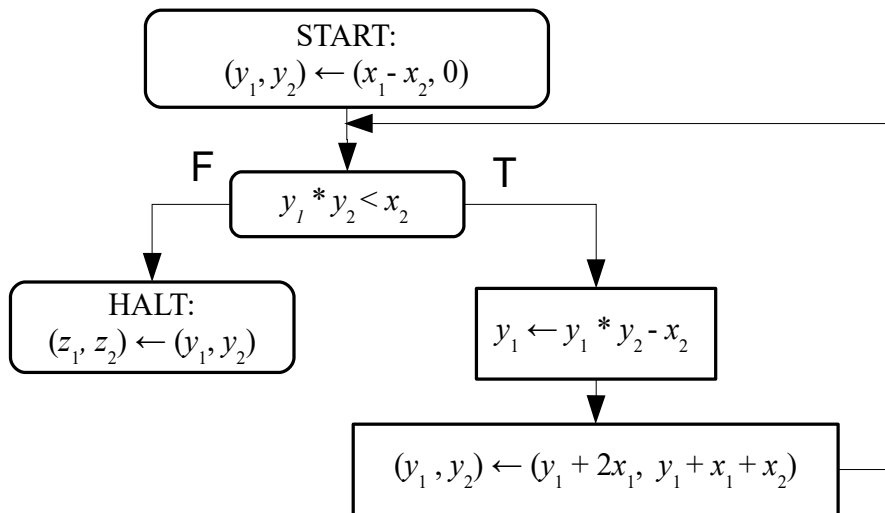 START:
(y₁, y₂) ← (x₁- x₂, 0)
F
T
y₁ * y₂ < x₂
HALT:
(z₁, z₂) ← (y₁, y₂)
y₁ ← y₁ * y₂ - x₂
(y₁ , y₂) ← (y₁ + 2x₁, y₁ + x₁ + x₂)